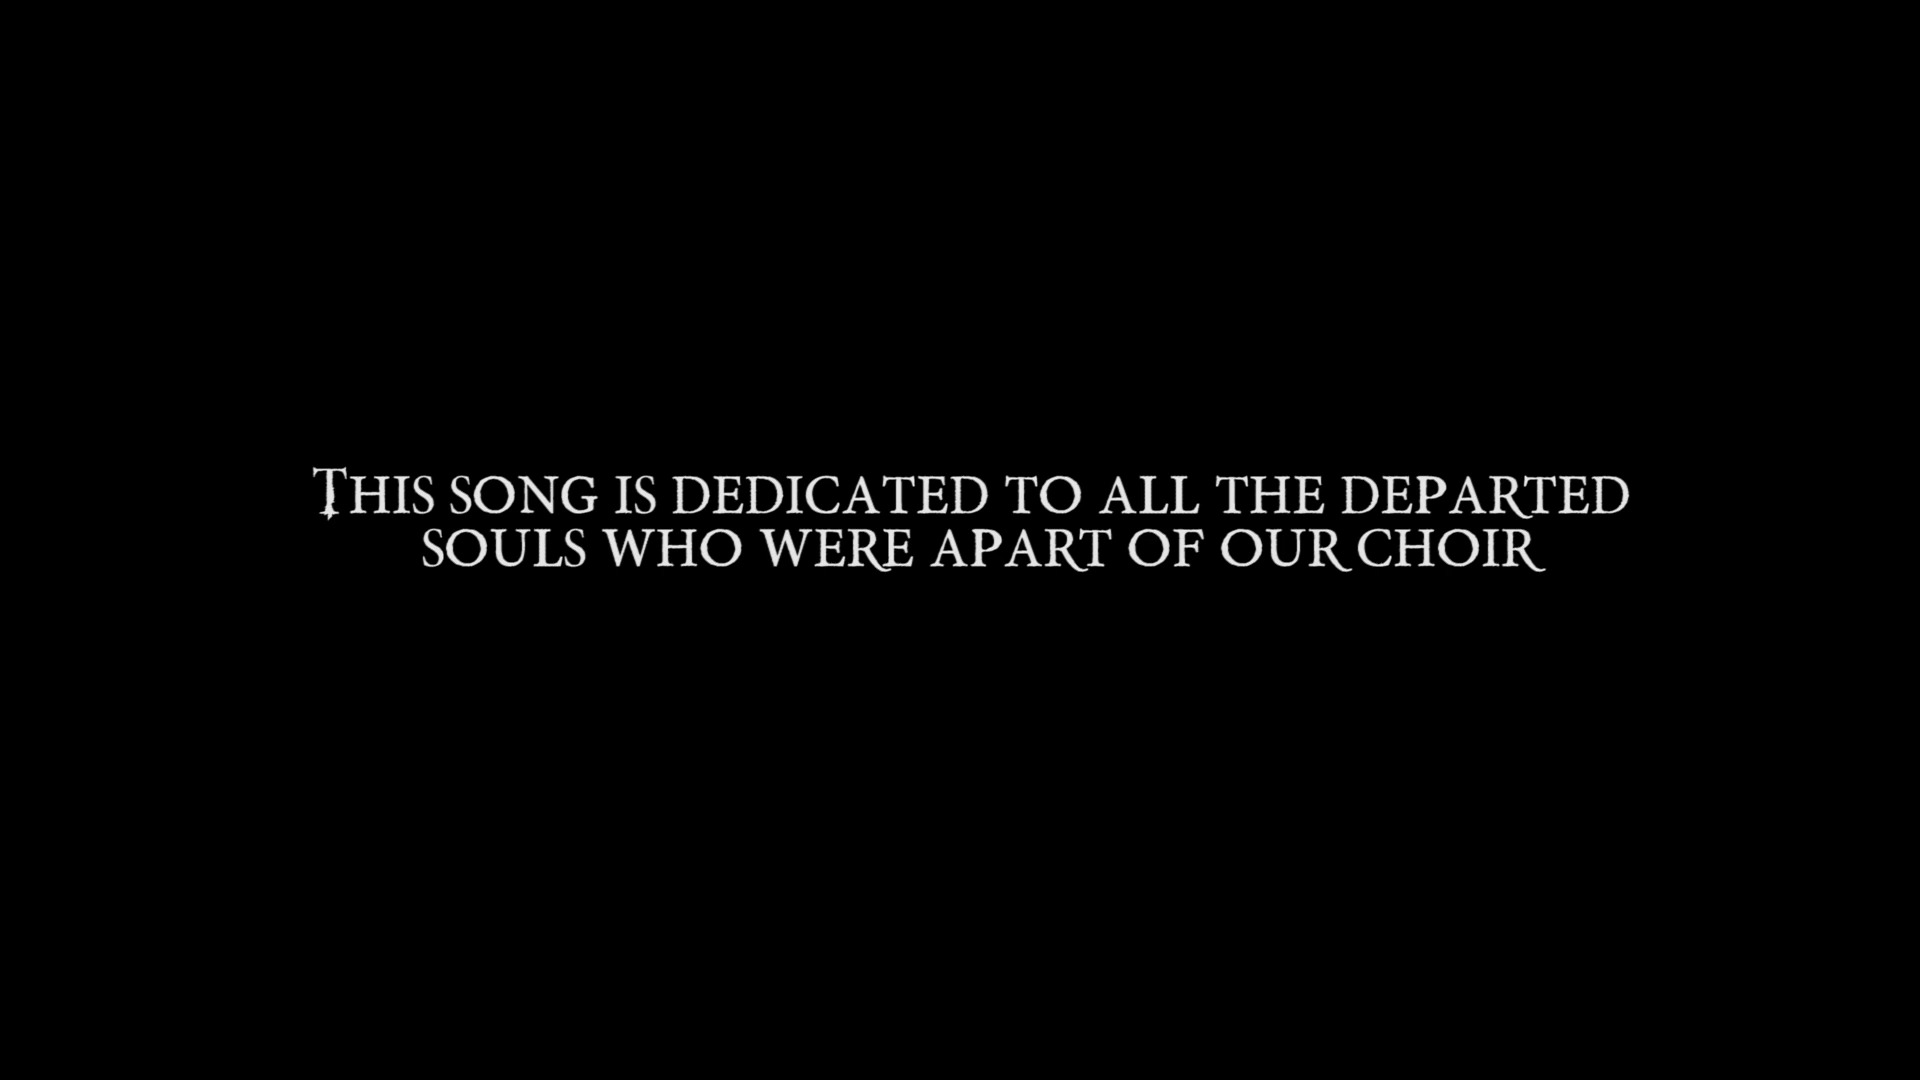 This song is dedicated to all the departed
souls who were apart of our choir